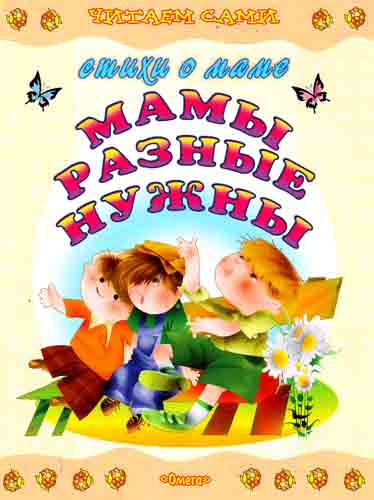 ЧИТАЕМ САМИ
стихи о маме
МАМЫ
РАЗНЫЕ
НУЖНЫ
«Омега»